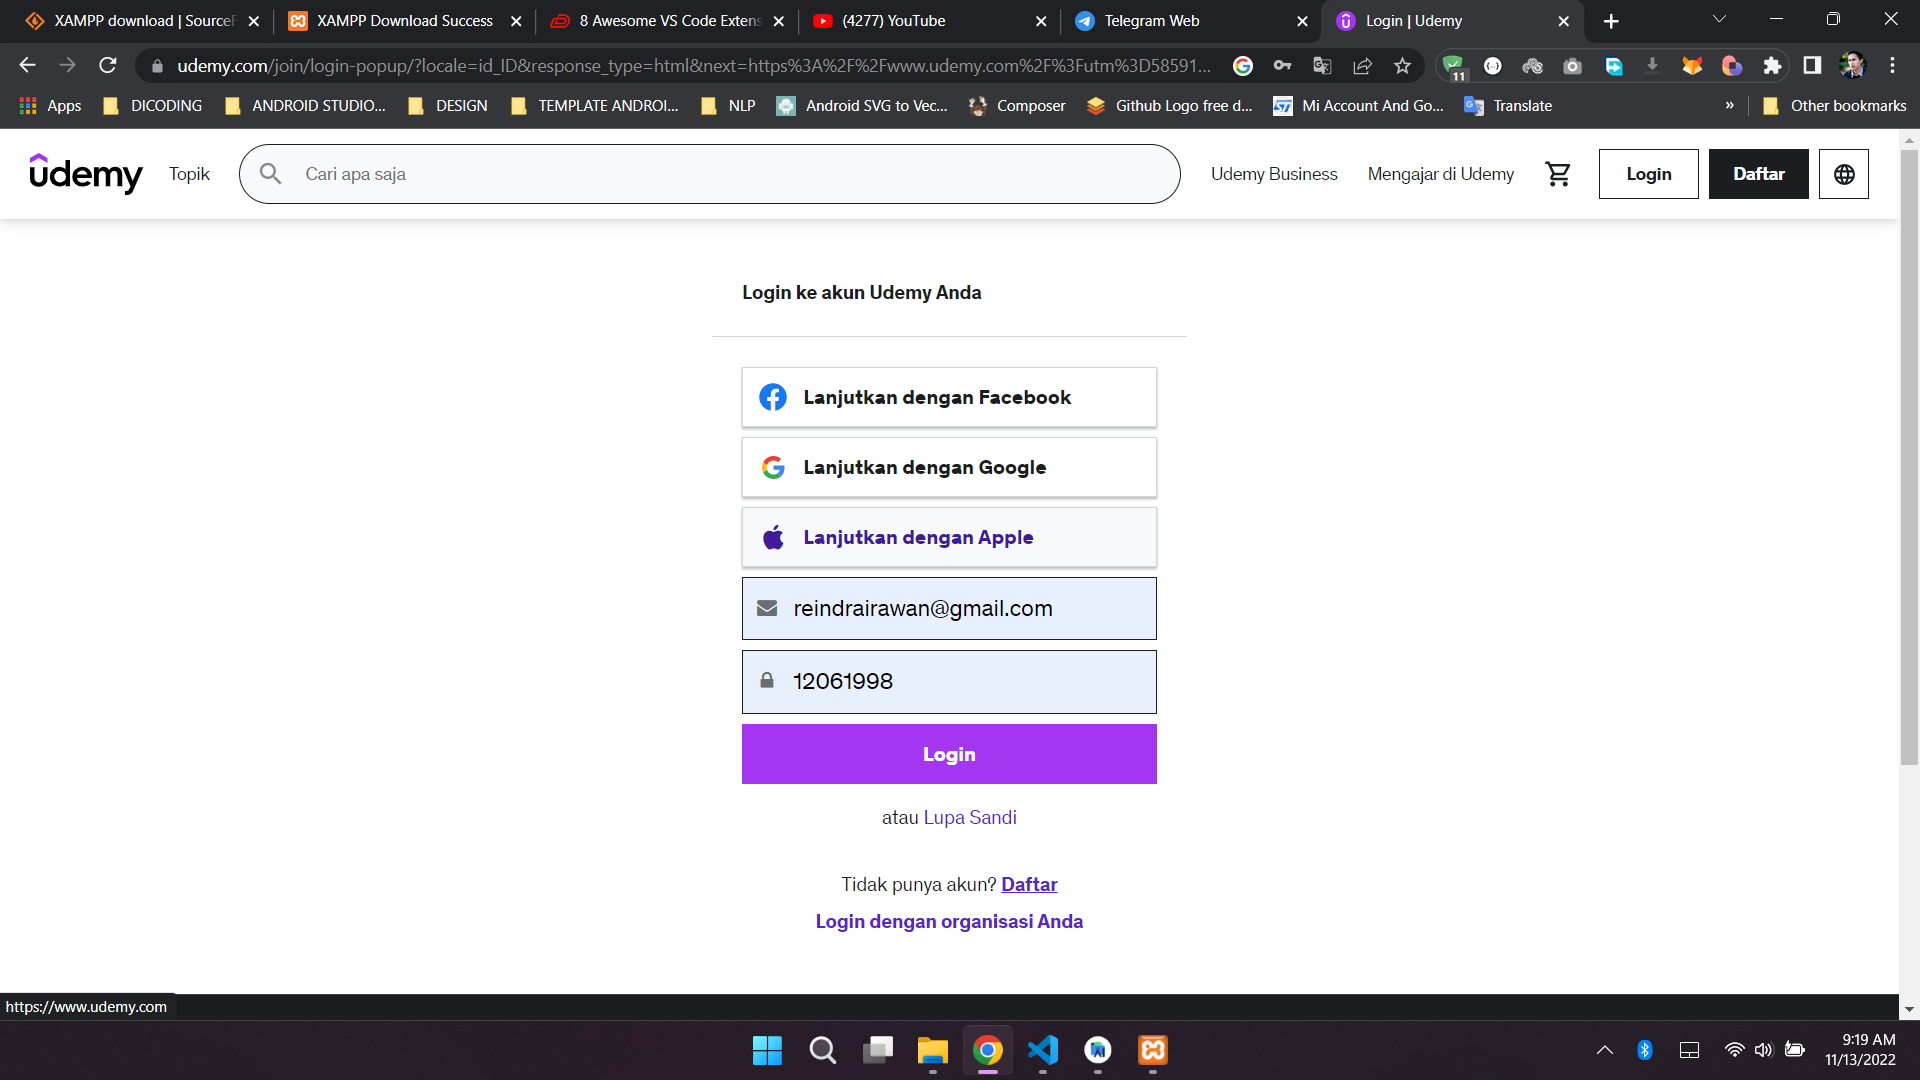 XAMPP download | SourceF
XAMPP Download Success
8 Awesome VS Code Extens
(4277) YouTube
Telegram Web
Login | Udemy
udemy.com/join/login-popup/?locale=id_ID&response_type=html&next=https%3A%2F%2Fwww.udemy.com%2F%3Futm%3D58591...
11
Apps
DICODING
ANDROID STUDIO...
DESIGN
TEMPLATE ANDROI...
NLP
Android SVG to Vec...
Composer
Github Logo free d...
Mi Account And Go...
Translate
»
Other bookmarks
udemy
Topik
Cari apa saja
Udemy Business
Mengajar di Udemy
Login
Daftar
Login ke akun Udemy Anda
Lanjutkan dengan Facebook
Lanjutkan dengan Google
Lanjutkan dengan Apple
reindrairawan@gmail.com
12061998
Login
atau Lupa Sandi
Tidak punya akun? Daftar
Login dengan organisasi Anda
https://www.udemy.com
9:19 AM
11/13/2022